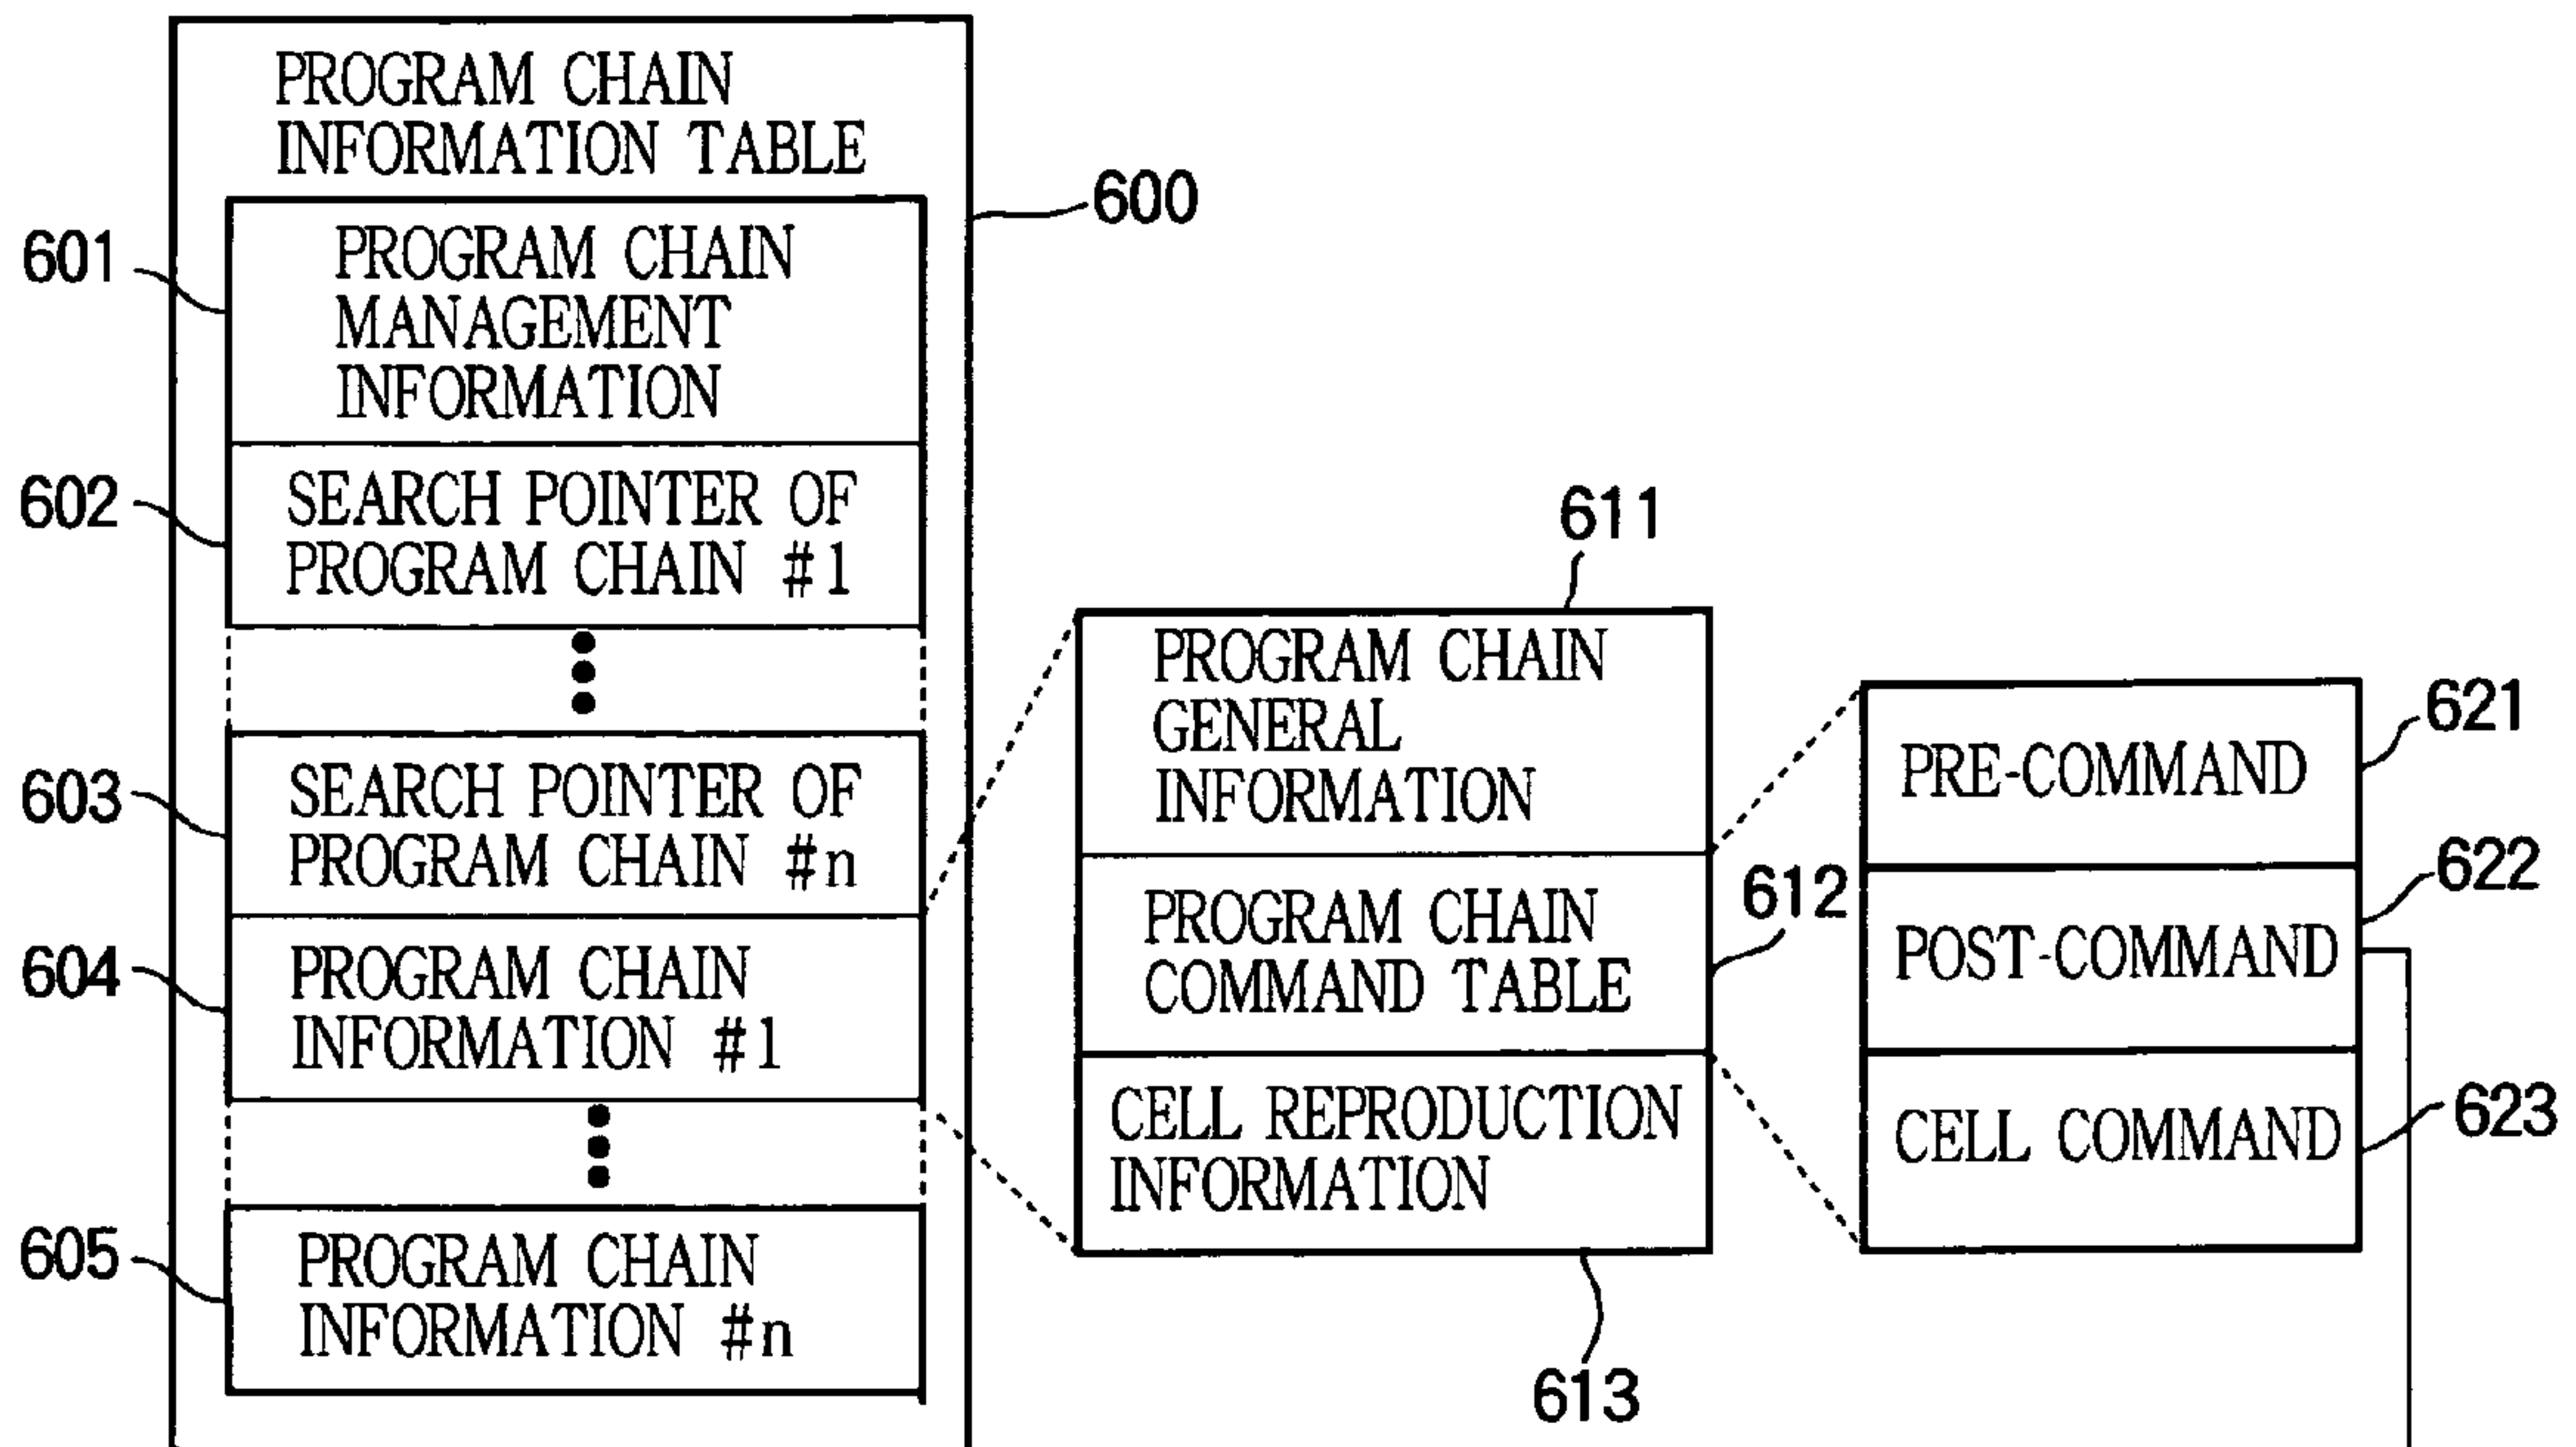 PROGRAM CHAIN
INFORMATION TABLE
600
601
PROGRAM CHAIN
MANAGEMENT
INFORMATION
602
SEARCH POINTER OF
PROGRAM CHAIN #1
603
SEARCH POINTER OF
PROGRAM CHAIN #n
604
PROGRAM CHAIN
INFORMATION #1
605
PROGRAM CHAIN
INFORMATION #n
611
PROGRAM CHAIN
GENERAL
INFORMATION
612
PROGRAM CHAIN
COMMAND TABLE
CELL REPRODUCTION
INFORMATION
613
621
PRE-COMMAND
622
POST-COMMAND
623
CELL COMMAND